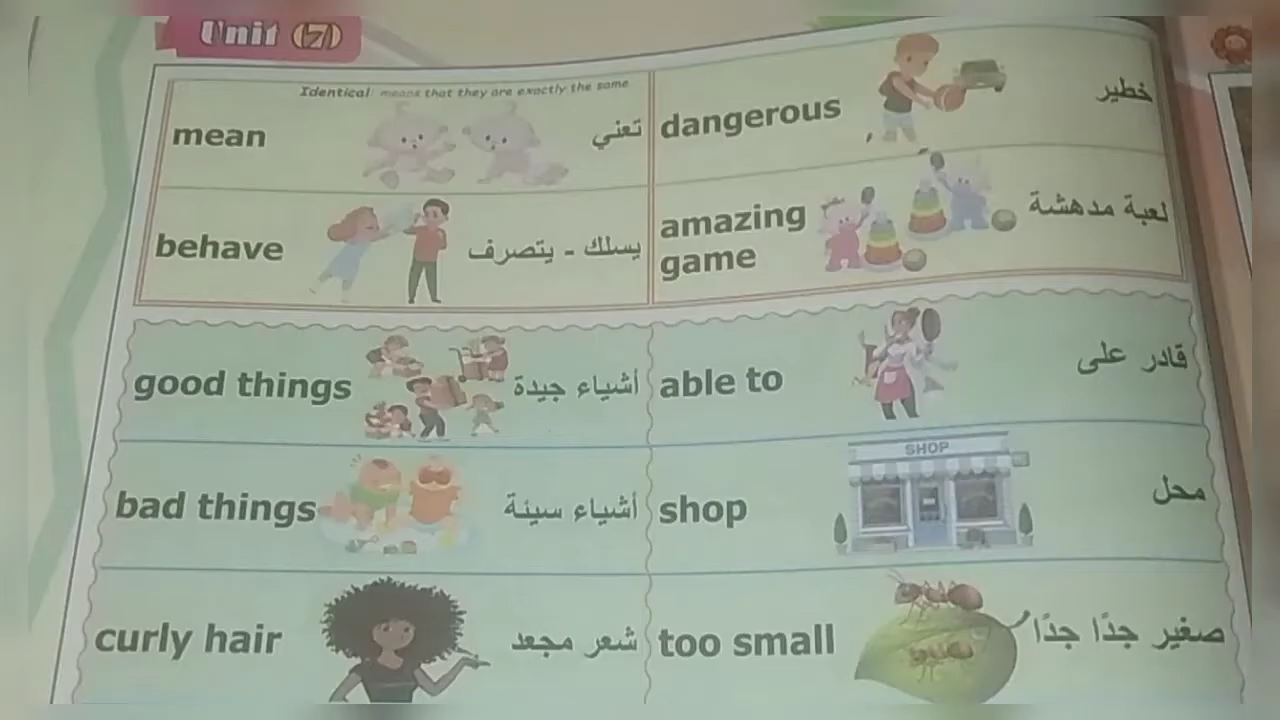 Unit (7)
Identical: means that they are exactly the same
mean تعني
dangerous خطير
behave يسلك - يتصرف
amazing game لعبة مدهشة
good things أشياء جيدة
able to قادر على
bad things أشياء سيئة
SHOP
shop محل
curly hair شعر مجعد
too small صغير جدًا جدًا